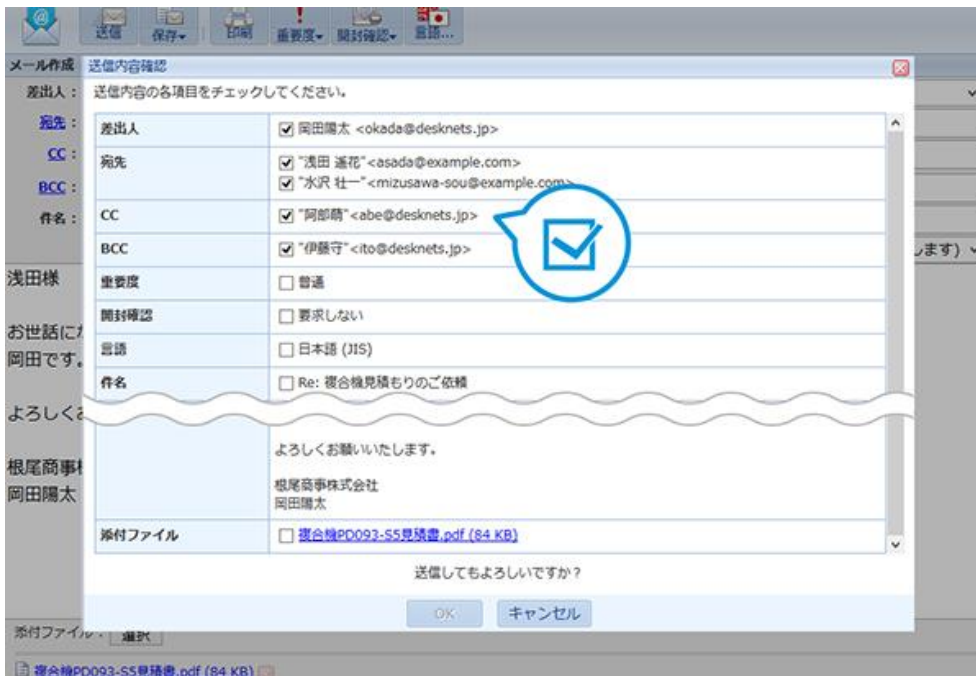 送信
保存▾
印刷
重要度▾
開封確認▾
言語...
メール作成
送信内容確認
差出人：
送信内容の各項目をチェックしてください。
宛先：
CC：
BCC：
件名：
差出人
岡田陽太 <okada@desknets.jp>
宛先
"浅田 遥花"<asada@example.com>
"水沢 壮一"<mizusawa-sou@example.com>
CC
"阿部萌"<abe@desknets.jp>
BCC
"伊藤守"<ito@desknets.jp>
します)
重要度
普通
開封確認
要求しない
言語
日本語 (JIS)
件名
Re: 複合機見積もりのご依頼
浅田様
お世話に
岡田です。
よろしく
根尾商事
岡田陽太
よろしくお願いいたします。
根尾商事株式会社
岡田陽太
添付ファイル
複合機PD093-S5見積書.pdf (84 KB)
送信してもよろしいですか？
OK
キャンセル
添付ファイル：
選択
複合機PD093-S5見積書.pdf (84 KB)